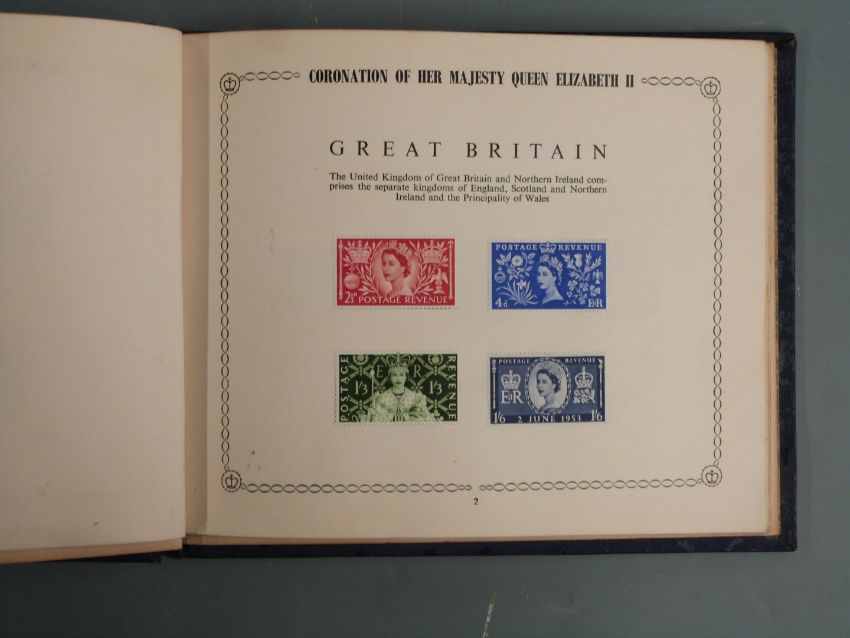 CORONATION OF HER MAJESTY QUEEN ELIZABETH II
GREAT BRITAIN
The United Kingdom of Great Britain and Northern Ireland com-
prises the separate kingdoms of England, Scotland and Northern
Ireland and the Principality of Wales
2½D POSTAGE REVENUE
POSTAGE REVENUE
4d E II R
POSTAGE
E R
1/3 1/3
REVENUE
POSTAGE REVENUE
E II R
1/6 2 JUNE 1953 1/6
2